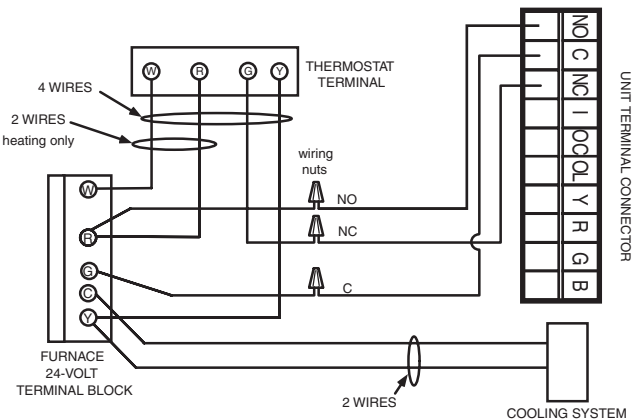 THERMOSTAT
TERMINAL
W
R
G
Y
4 WIRES
2 WIRES
heating only
wiring
nuts
NO
NC
C
W
R
G
C
Y
FURNACE
24-VOLT
TERMINAL BLOCK
2 WIRES
COOLING SYSTEM
NO
C
NC
I
OC
OL
Y
R
G
B
UNIT TERMINAL CONNECTOR